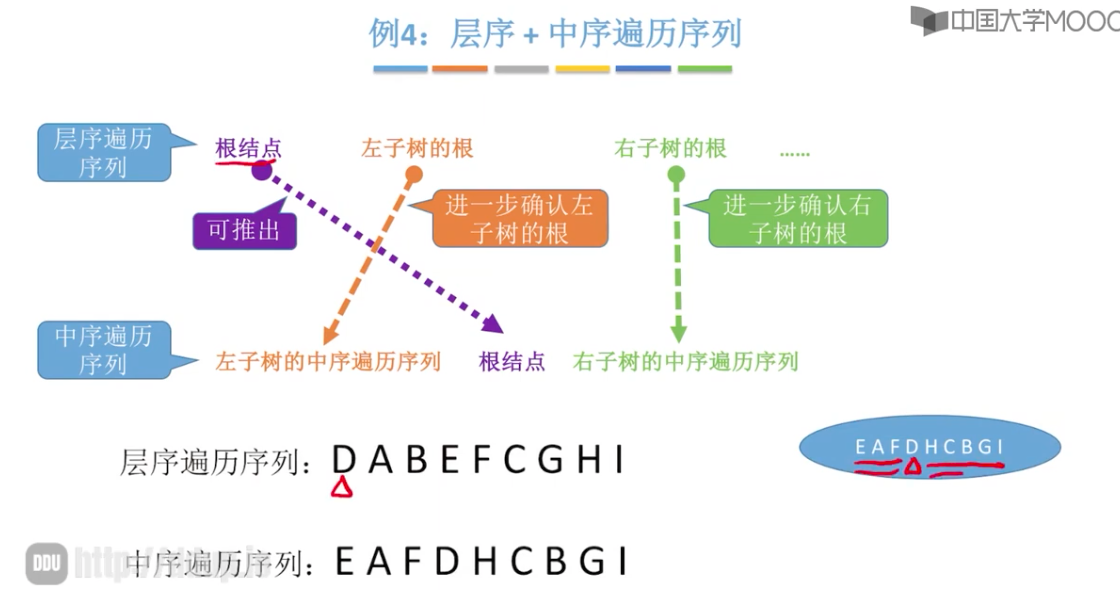 中国大学MOOC
例4：层序 + 中序遍历序列
层序遍历
序列
根结点
左子树的根
右子树的根
……
可推出
进一步确认左
子树的根
进一步确认右
子树的根
中序遍历
序列
左子树的中序遍历序列
根结点
右子树的中序遍历序列
层序遍历序列：D A B E F C G H I
E A F D H C B G I
DDU
中序遍历序列：E A F D H C B G I